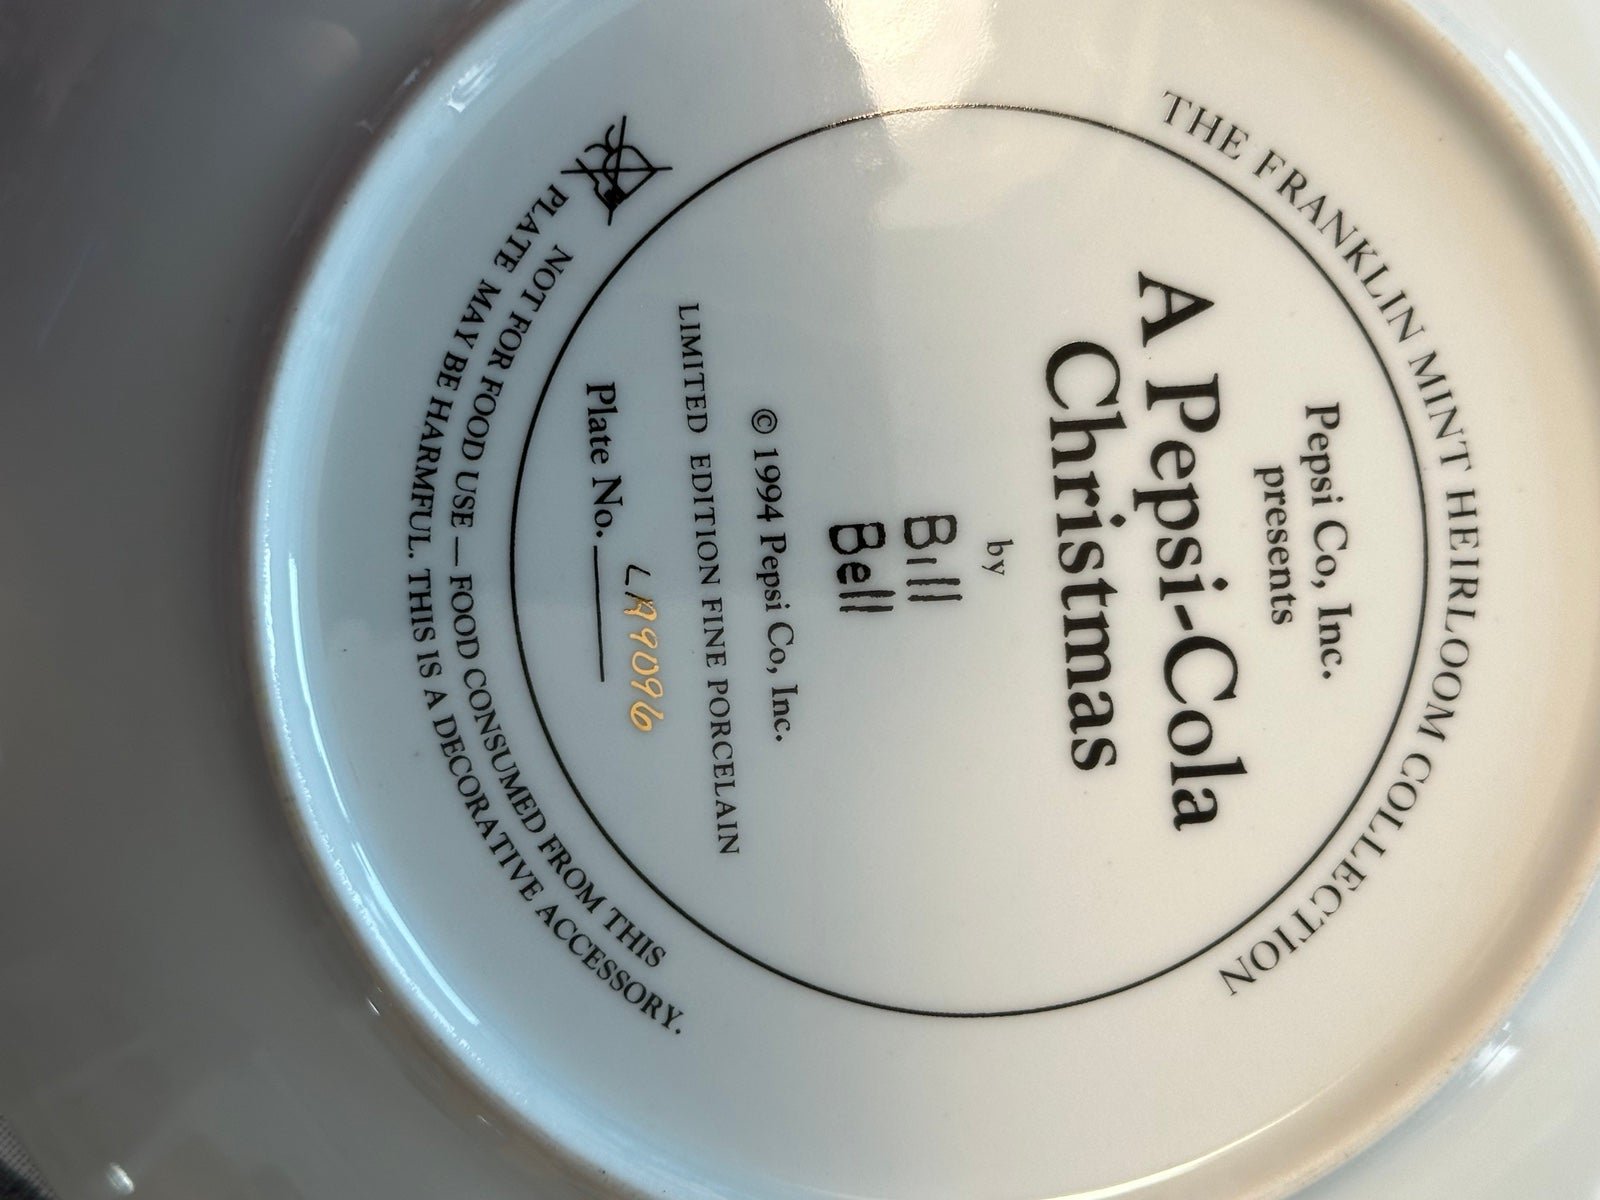 THE FRANKLIN MINT HEIRLOOM COLLECTION
Pepsi Co, Inc.
presents
A Pepsi-Cola
Christmas
by
Bill
Bell
© 1994 Pepsi Co, Inc.
LIMITED EDITION FINE PORCELAIN
Plate No. LA9096
NOT FOR FOOD USE — FOOD CONSUMED FROM THIS
PLATE MAY BE HARMFUL. THIS IS A DECORATIVE ACCESSORY.